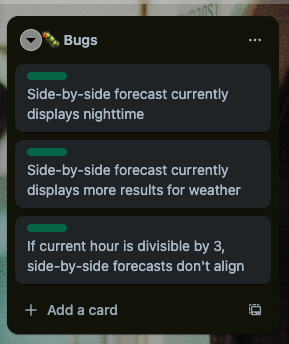 Bugs
Side-by-side forecast currently
displays nighttime
Side-by-side forecast currently
displays more results for weather
If current hour is divisible by 3,
side-by-side forecasts don't align
Add a card